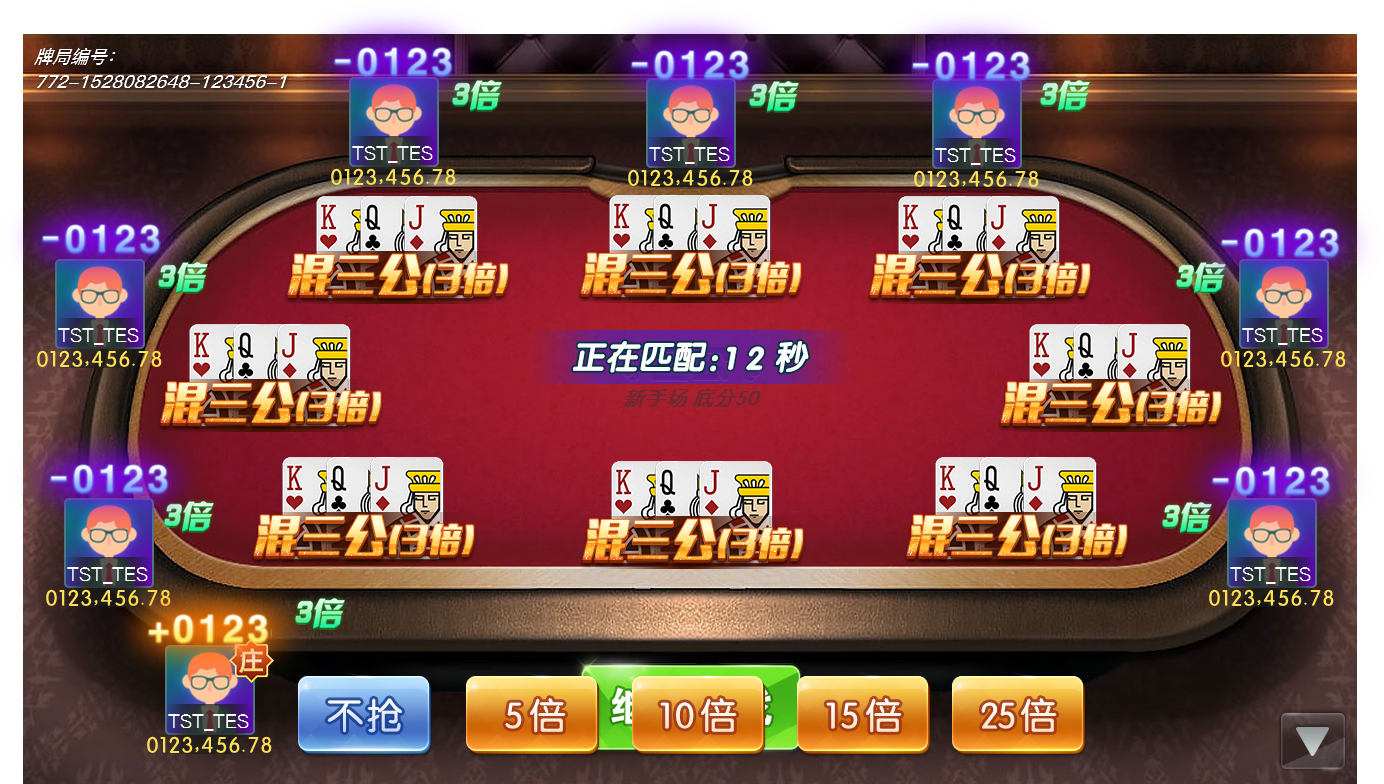 牌局编号:
772-1528082648-123456-1
-0123
3倍
TST_TES
0123,456.78
-0123
3倍
TST_TES
0123,456.78
-0123
3倍
TST_TES
0123,456.78
K Q J
混三公(3倍)
K Q J
混三公(3倍)
K Q J
混三公(3倍)
-0123
3倍
TST_TES
0123,456.78
-0123
3倍
TST_TES
0123,456.78
K Q J
混三公(3倍)
正在匹配:12 秒
新手场 底分50
K Q J
混三公(3倍)
-0123
3倍
TST_TES
0123,456.78
K Q J
混三公(3倍)
K Q J
混三公(3倍)
K Q J
混三公(3倍)
-0123
3倍
TST_TES
0123,456.78
3倍
+0123
庄
TST_TES
0123,456.78
不抢
5倍
10倍
15倍
25倍